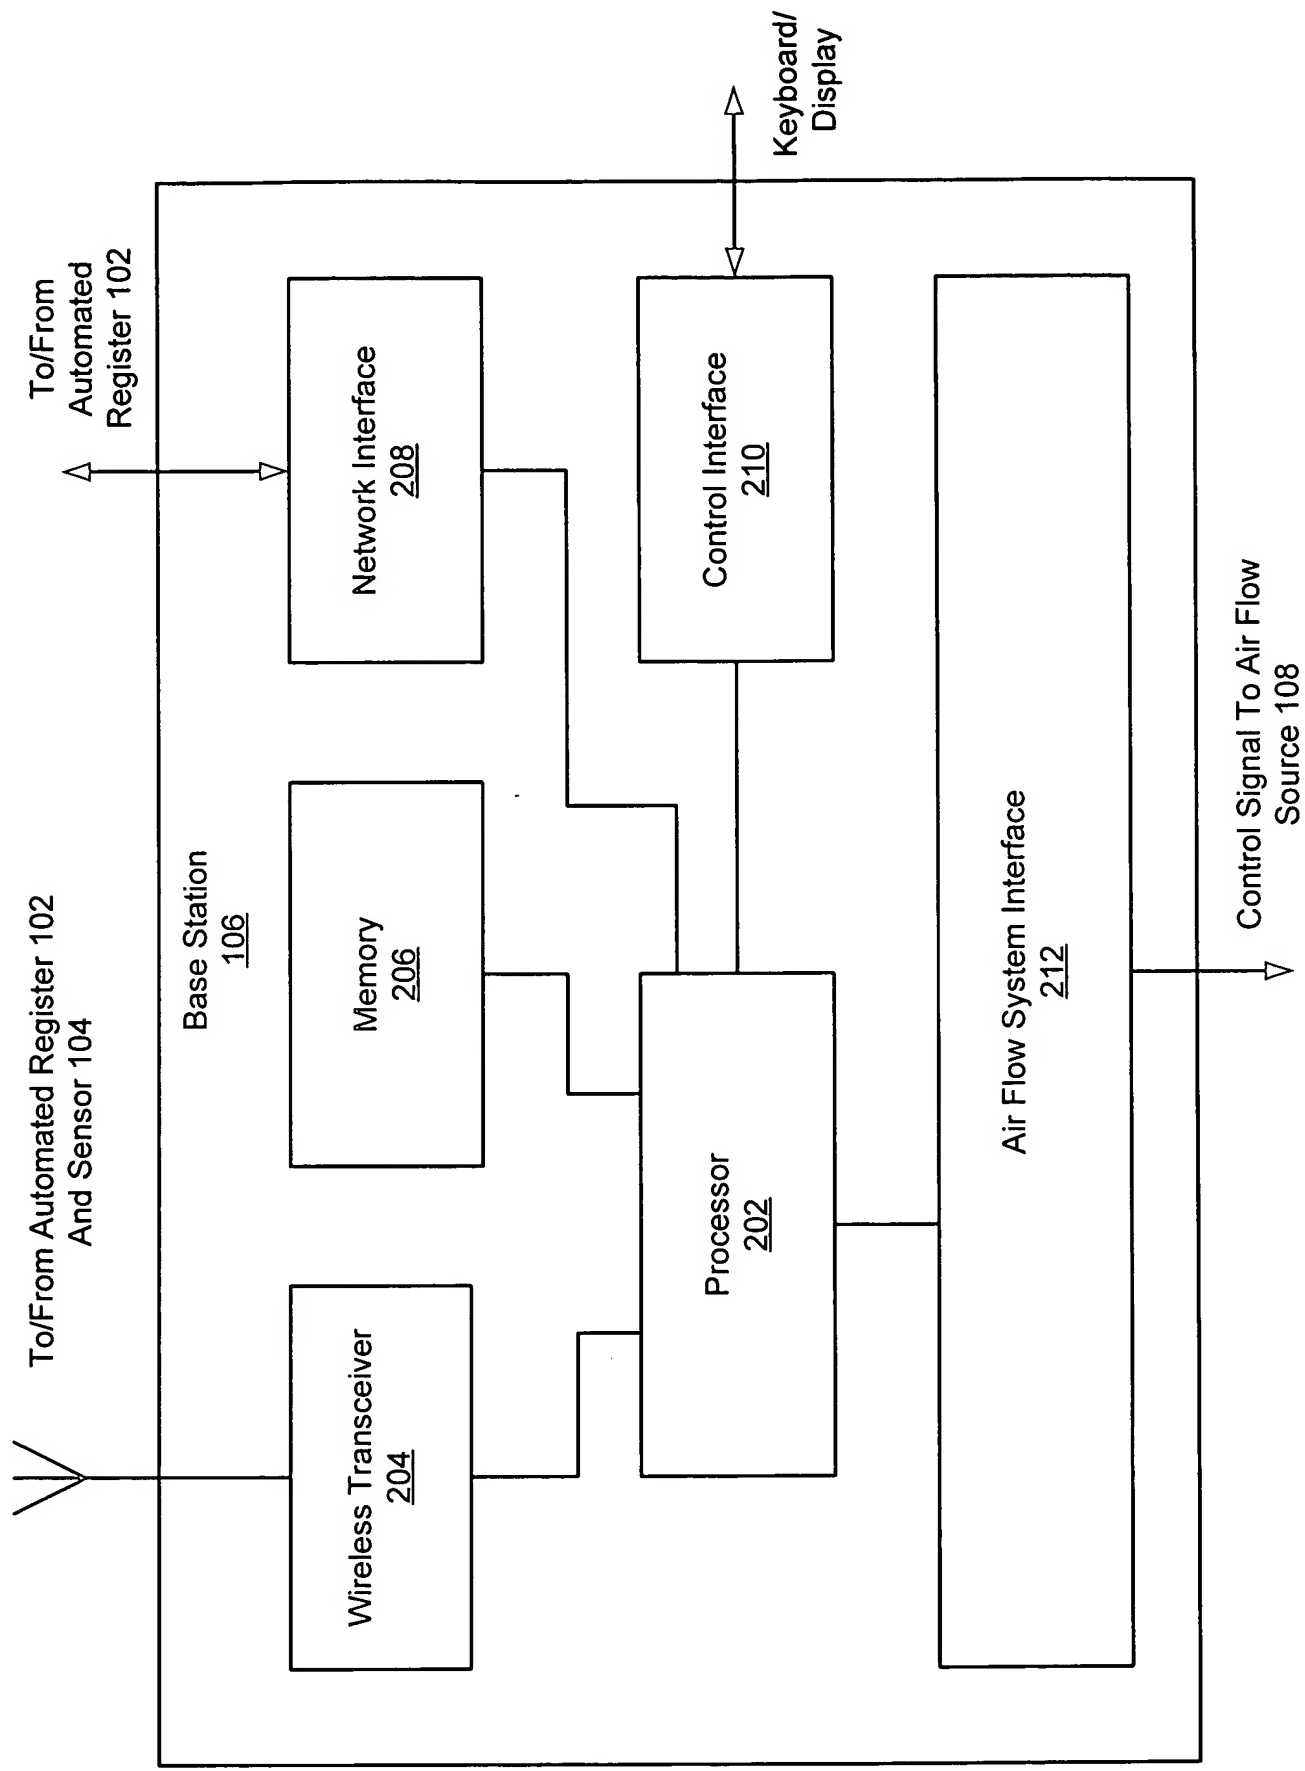 To/From Automated Register 102
And Sensor 104
To/From
Automated
Register 102
Base Station
106
Wireless Transceiver
204
Memory
206
Network Interface
208
Processor
202
Control Interface
210
Keyboard/
Display
Air Flow System Interface
212
Control Signal To Air Flow
Source 108